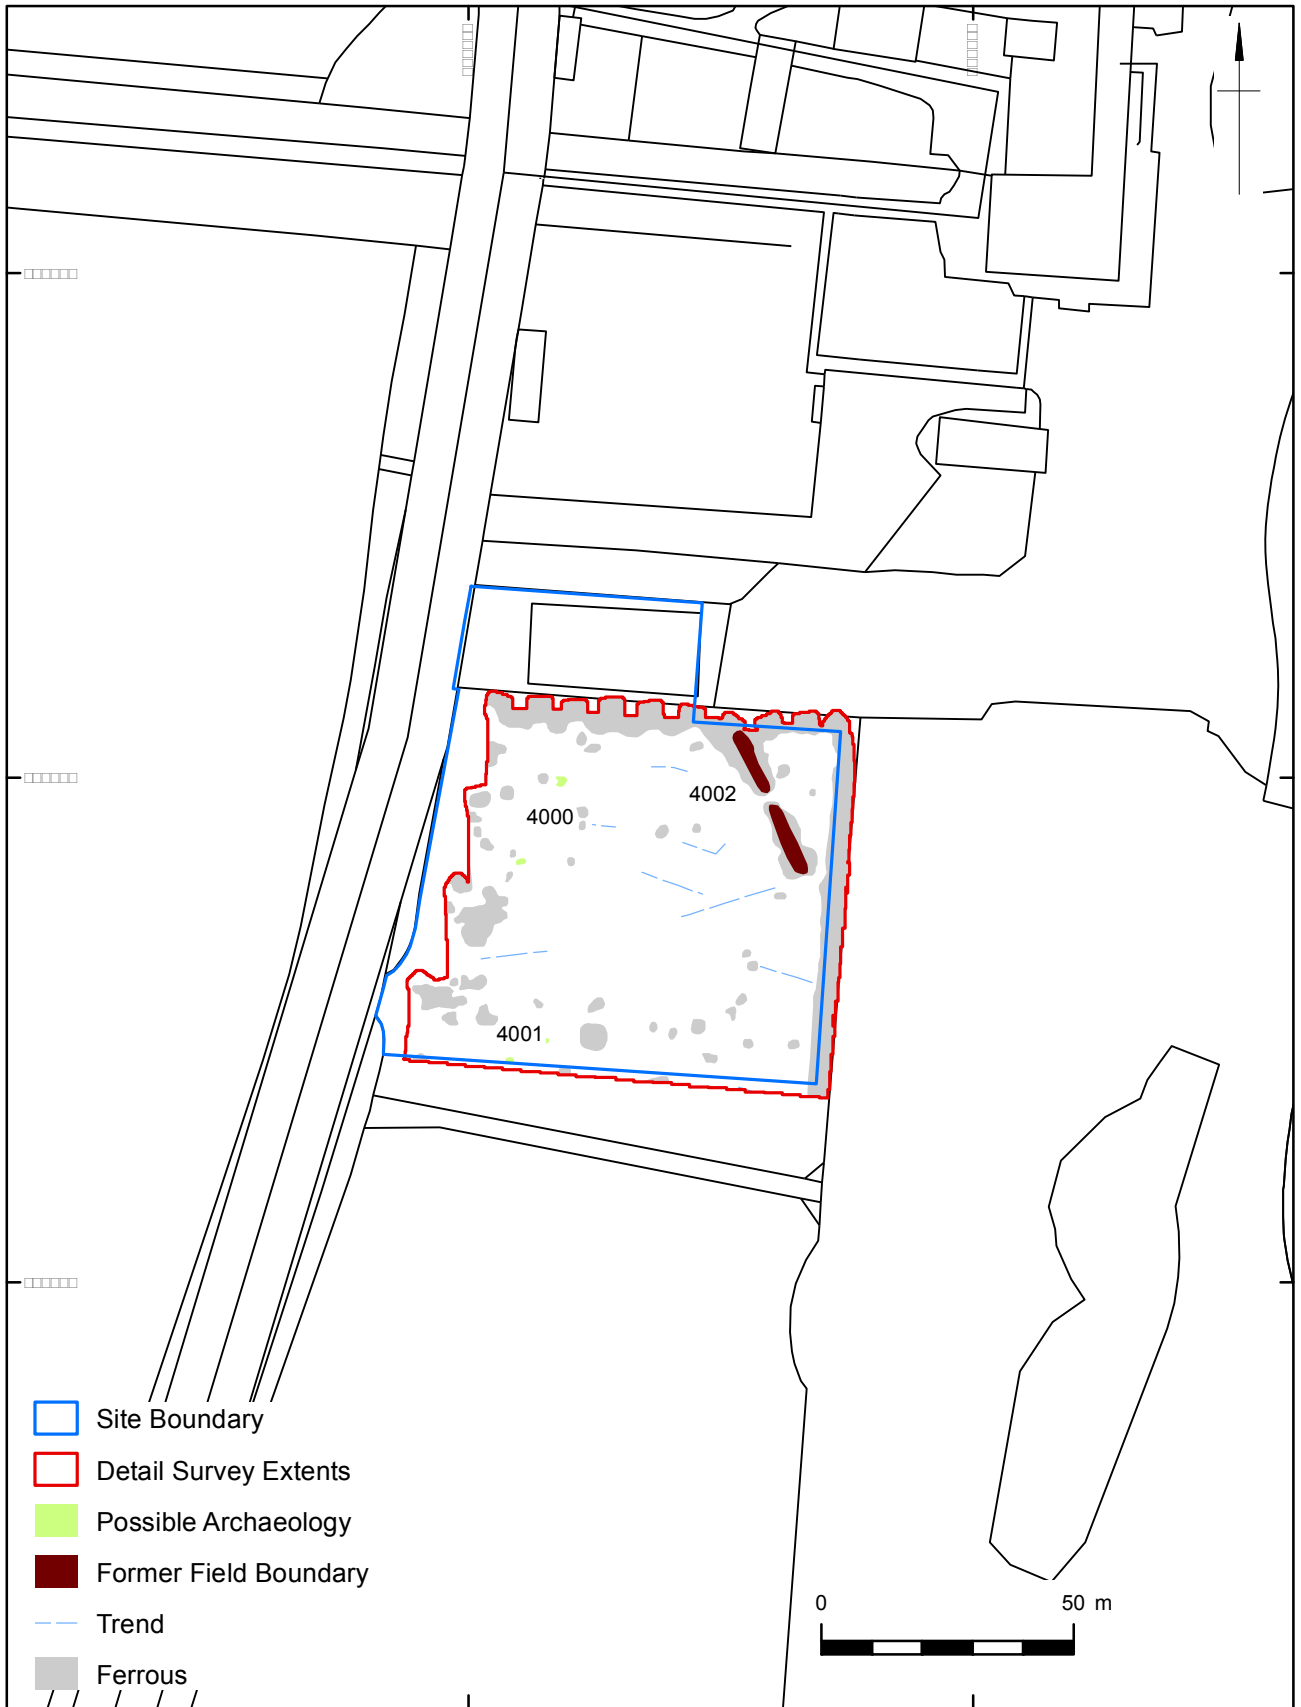 4002
4000
4001
Site Boundary
Detail Survey Extents
Possible Archaeology
Former Field Boundary
Trend
Ferrous
0 50 m